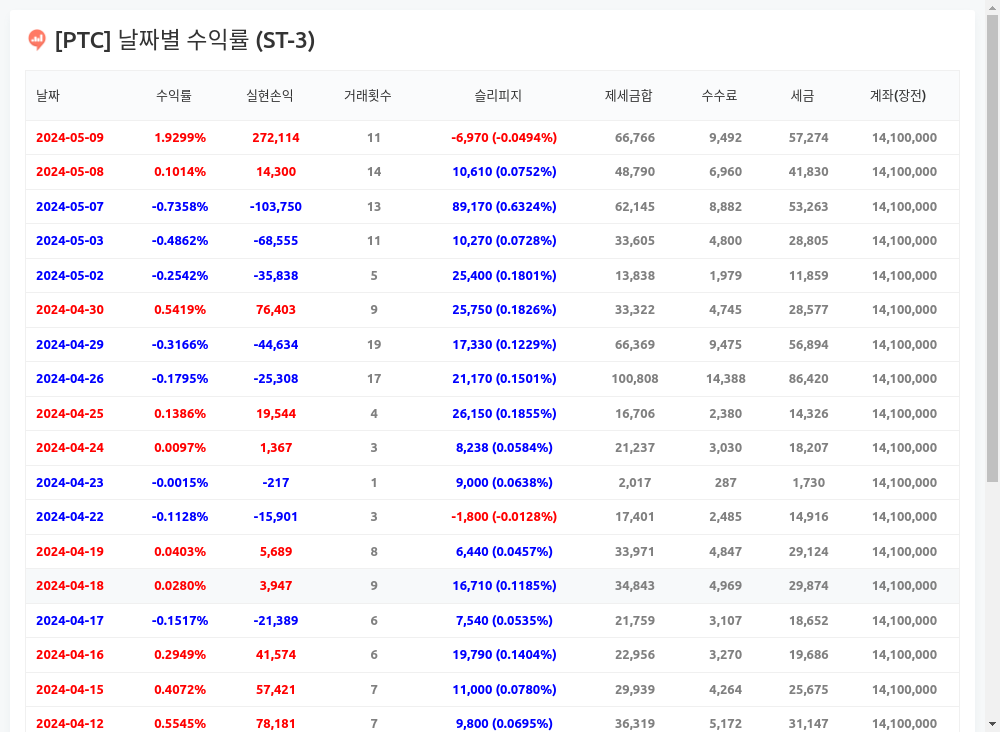 [PTC] 날짜별 수익률 (ST-3)
날짜 수익률 실현손익 거래횟수 슬리피지 제세금합 수수료 세금 계좌(장전)
2024-05-09 1.9299% 272,114 11 -6,970 (-0.0494%) 66,766 9,492 57,274 14,100,000
2024-05-08 0.1014% 14,300 14 10,610 (0.0752%) 48,790 6,960 41,830 14,100,000
2024-05-07 -0.7358% -103,750 13 89,170 (0.6324%) 62,145 8,882 53,263 14,100,000
2024-05-03 -0.4862% -68,555 11 10,270 (0.0728%) 33,605 4,800 28,805 14,100,000
2024-05-02 -0.2542% -35,838 5 25,400 (0.1801%) 13,838 1,979 11,859 14,100,000
2024-04-30 0.5419% 76,403 9 25,750 (0.1826%) 33,322 4,745 28,577 14,100,000
2024-04-29 -0.3166% -44,634 19 17,330 (0.1229%) 66,369 9,475 56,894 14,100,000
2024-04-26 -0.1795% -25,308 17 21,170 (0.1501%) 100,808 14,388 86,420 14,100,000
2024-04-25 0.1386% 19,544 4 26,150 (0.1855%) 16,706 2,380 14,326 14,100,000
2024-04-24 0.0097% 1,367 3 8,238 (0.0584%) 21,237 3,030 18,207 14,100,000
2024-04-23 -0.0015% -217 1 9,000 (0.0638%) 2,017 287 1,730 14,100,000
2024-04-22 -0.1128% -15,901 3 -1,800 (-0.0128%) 17,401 2,485 14,916 14,100,000
2024-04-19 0.0403% 5,689 8 6,440 (0.0457%) 33,971 4,847 29,124 14,100,000
2024-04-18 0.0280% 3,947 9 16,710 (0.1185%) 34,843 4,969 29,874 14,100,000
2024-04-17 -0.1517% -21,389 6 7,540 (0.0535%) 21,759 3,107 18,652 14,100,000
2024-04-16 0.2949% 41,574 6 19,790 (0.1404%) 22,956 3,270 19,686 14,100,000
2024-04-15 0.4072% 57,421 7 11,000 (0.0780%) 29,939 4,264 25,675 14,100,000
2024-04-12 0.5545% 78,181 7 9,800 (0.0695%) 36,319 5,172 31,147 14,100,000